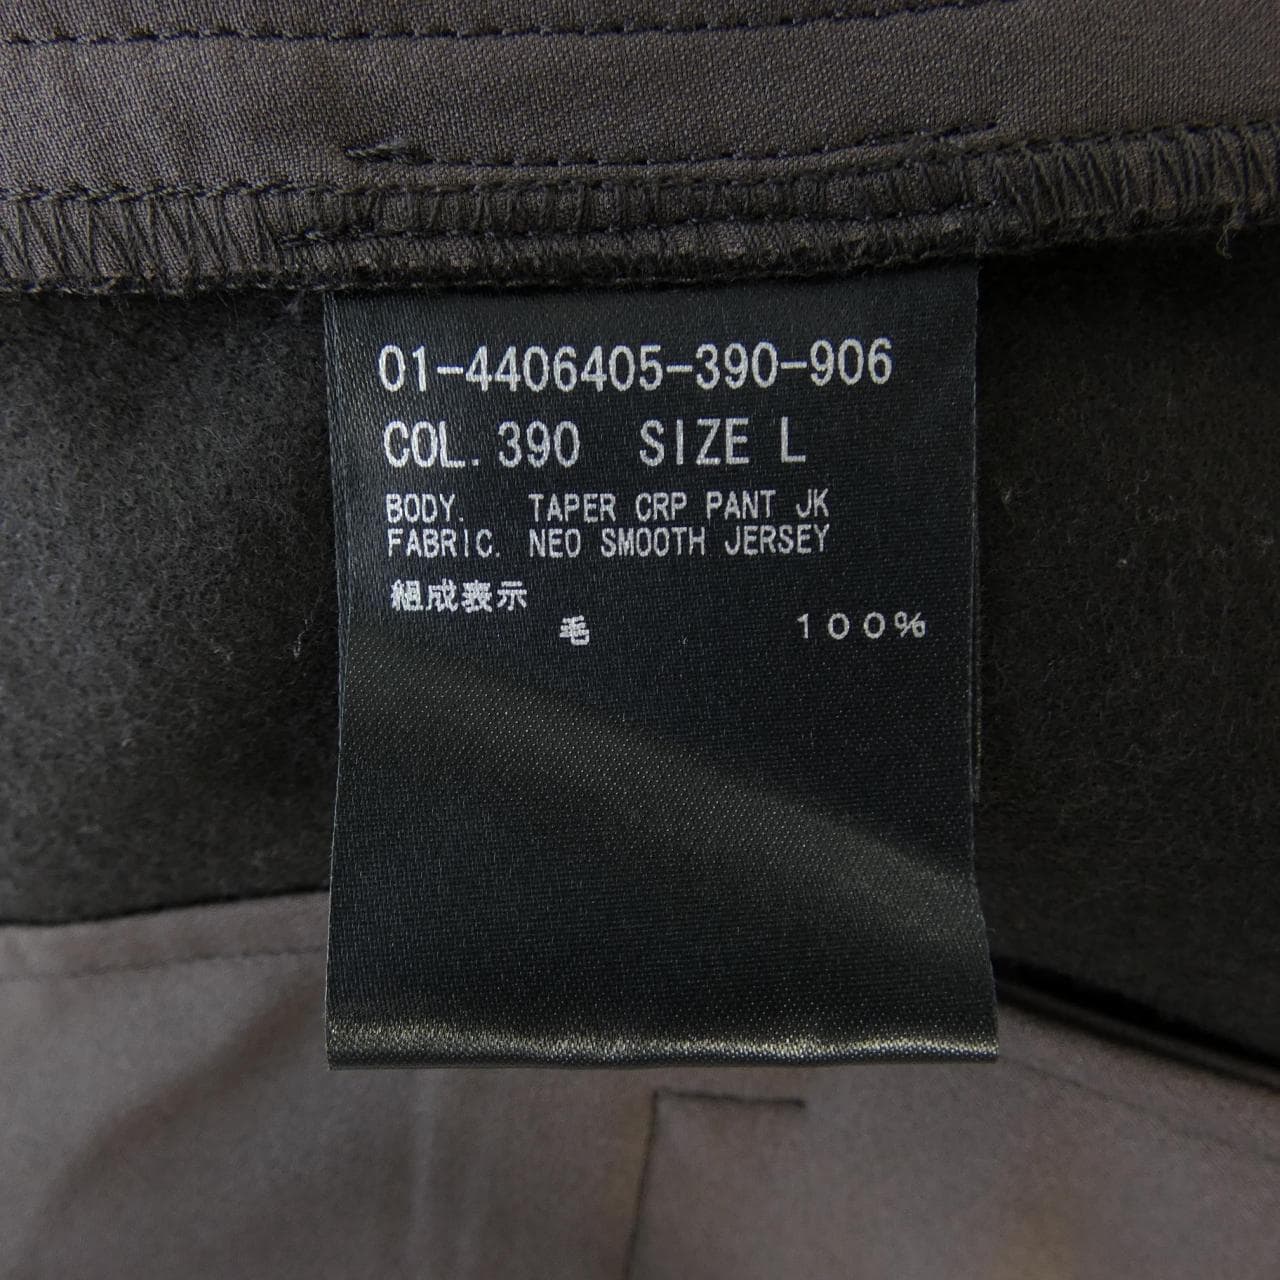 01-4406405-390-906
COL. 390 SIZE L
BODY. TAPER CRP PANT JK
FABRIC. NEO SMOOTH JERSEY
組成表示
毛 100%